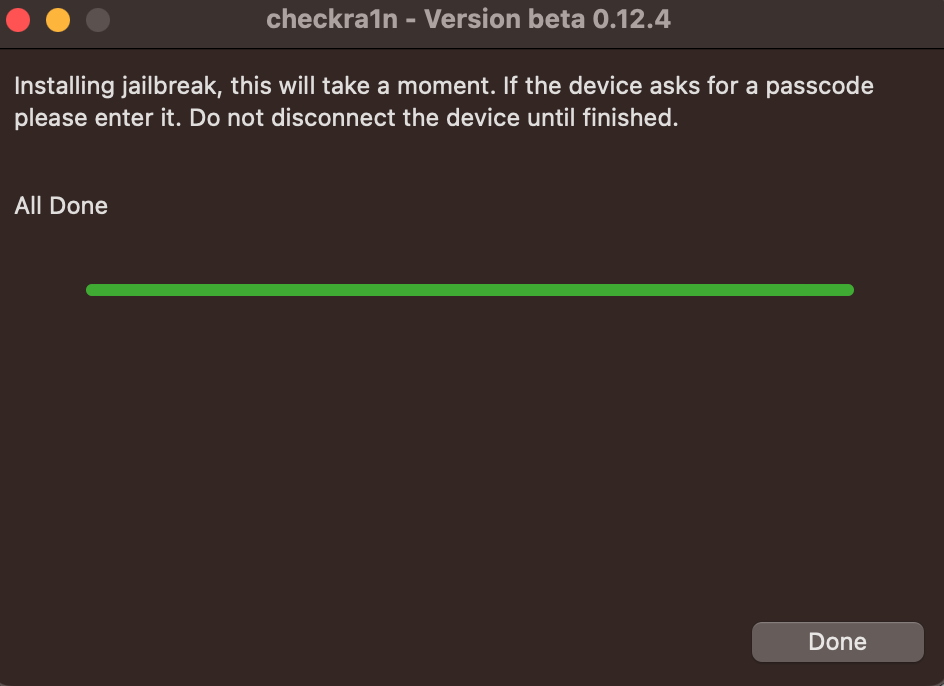 checkra1n - Version beta 0.12.4
Installing jailbreak, this will take a moment. If the device asks for a passcode
please enter it. Do not disconnect the device until finished.
All Done
Done